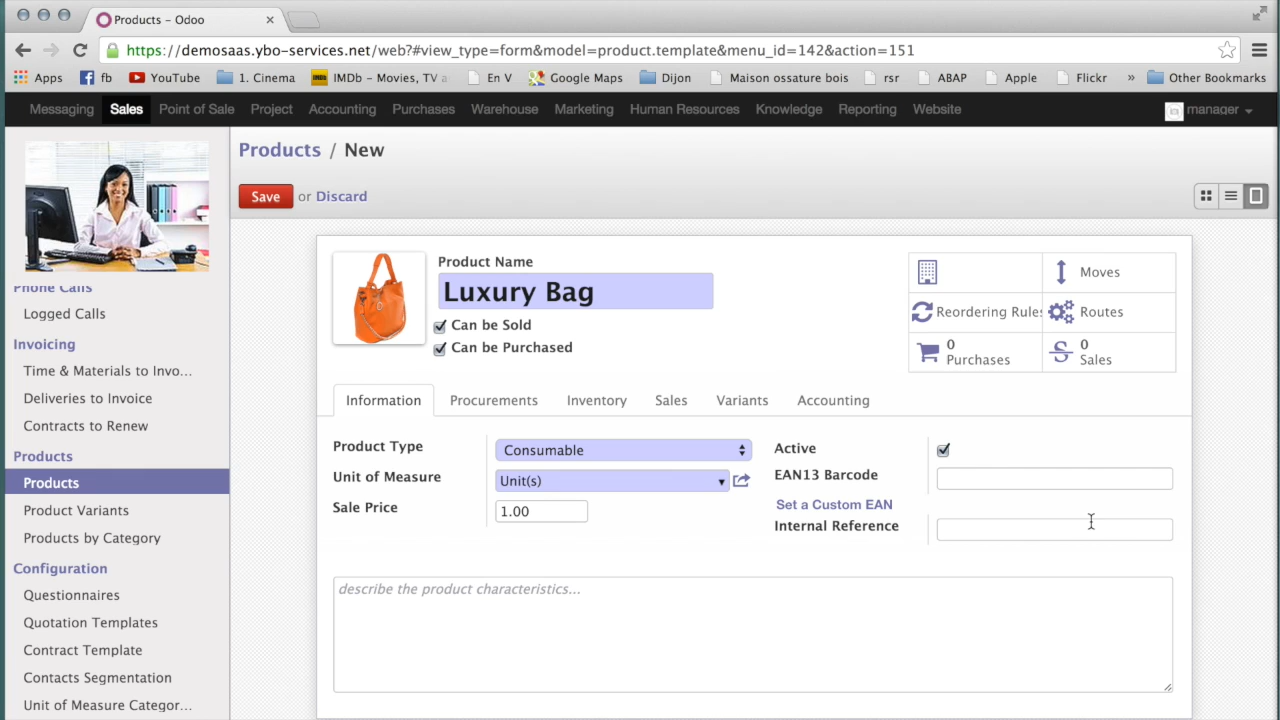 Products – Odoo
https://demosaas.ybo-services.net/web?#view_type=form&model=product.template&menu_id=142&action=151
Apps fb YouTube 1. Cinema IMDb – Movies, TV a En V Google Maps Dijon Maison ossature bois rsr ABAP Apple Flickr » Other Bookmarks
Messaging Sales Point of Sale Project Accounting Purchases Warehouse Marketing Human Resources Knowledge Reporting Website manager
Products / New
Save or Discard
Phone Calls
Logged Calls
Invoicing
Time & Materials to Invo...
Deliveries to Invoice
Contracts to Renew
Products
Products
Product Variants
Products by Category
Configuration
Questionnaires
Quotation Templates
Contract Template
Contacts Segmentation
Unit of Measure Categor...
Product Name
Luxury Bag
Can be Sold
Can be Purchased
Moves
Reordering Rules Routes
0 Purchases
0 Sales
Information Procurements Inventory Sales Variants Accounting
Product Type Consumable
Unit of Measure Unit(s)
Sale Price 1.00
Active
EAN13 Barcode
Set a Custom EAN
Internal Reference
describe the product characteristics...